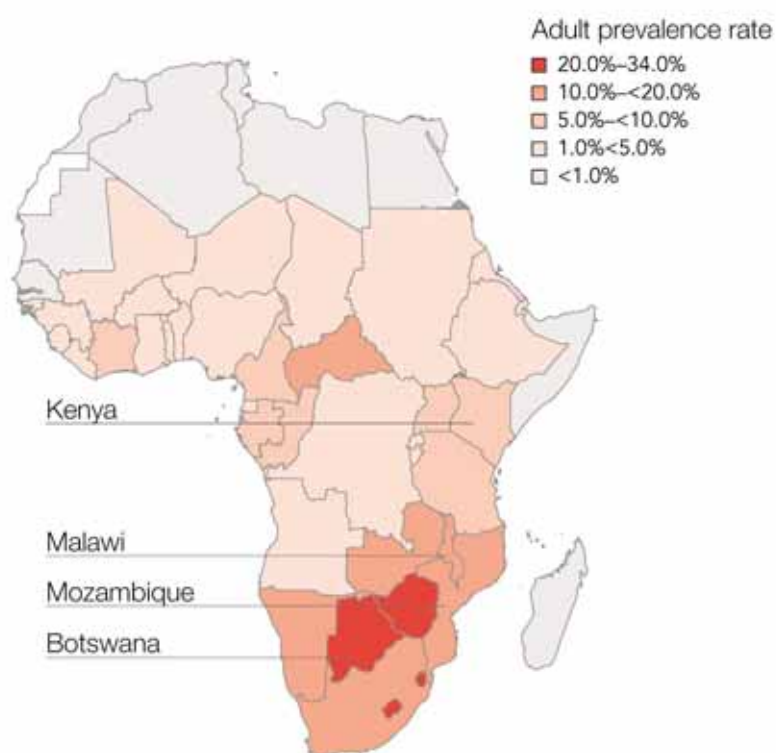 Adult prevalence rate
20.0%–34.0%
10.0%–<20.0%
5.0%–<10.0%
1.0%<5.0%
<1.0%
Kenya
Malawi
Mozambique
Botswana